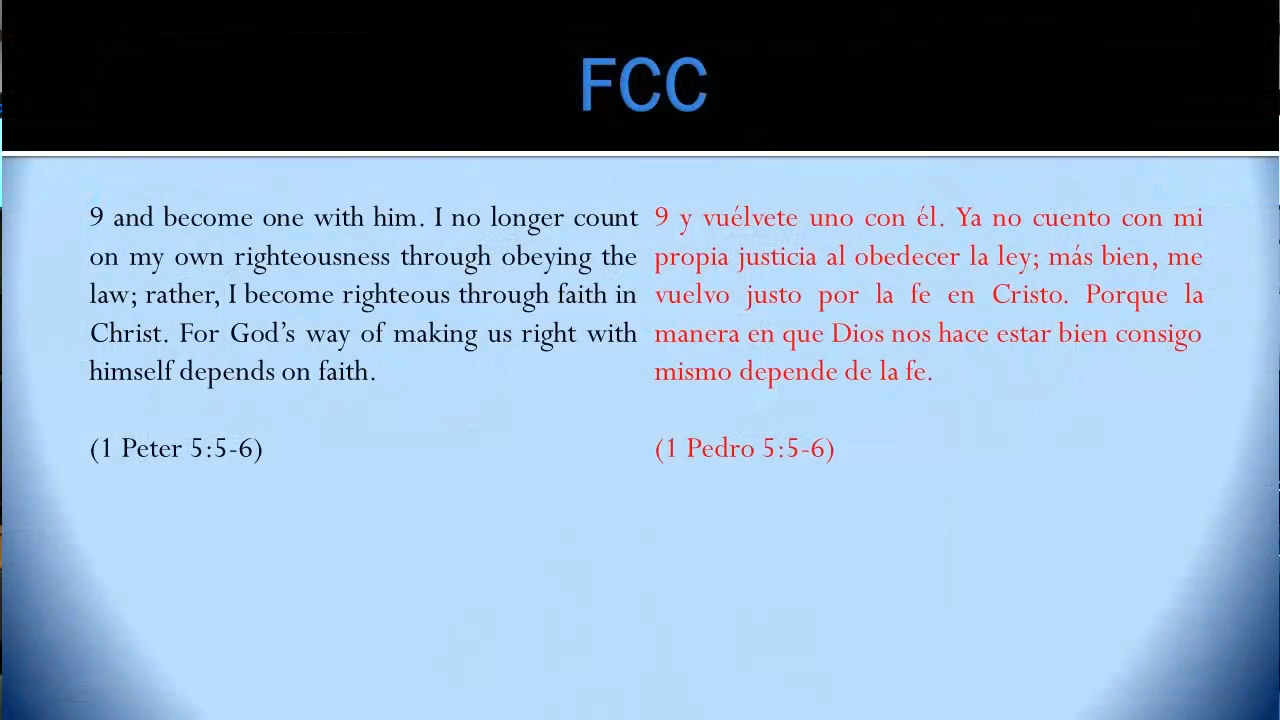 FCC
9 and become one with him. I no longer count
on my own righteousness through obeying the
law; rather, I become righteous through faith in
Christ. For God’s way of making us right with
himself depends on faith.
(1 Peter 5:5-6)
9 y vuélvete uno con él. Ya no cuento con mi
propia justicia al obedecer la ley; más bien, me
vuelvo justo por la fe en Cristo. Porque la
manera en que Dios nos hace estar bien consigo
mismo depende de la fe.
(1 Pedro 5:5-6)